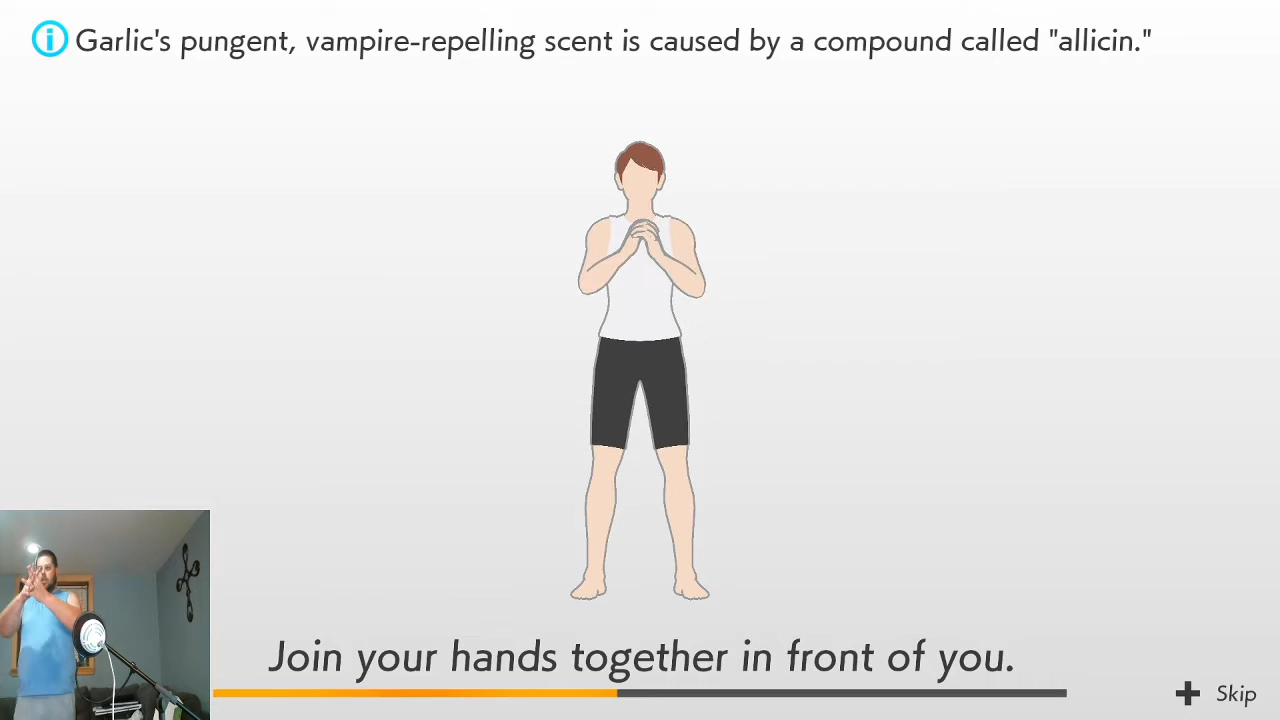 Garlic's pungent, vampire-repelling scent is caused by a compound called "allicin."
Join your hands together in front of you.
Skip